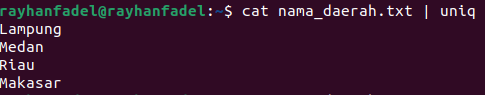 rayhanfadel@rayhanfadel:~$ cat nama_daerah.txt | uniq
Lampung
Medan
Riau
Makasar